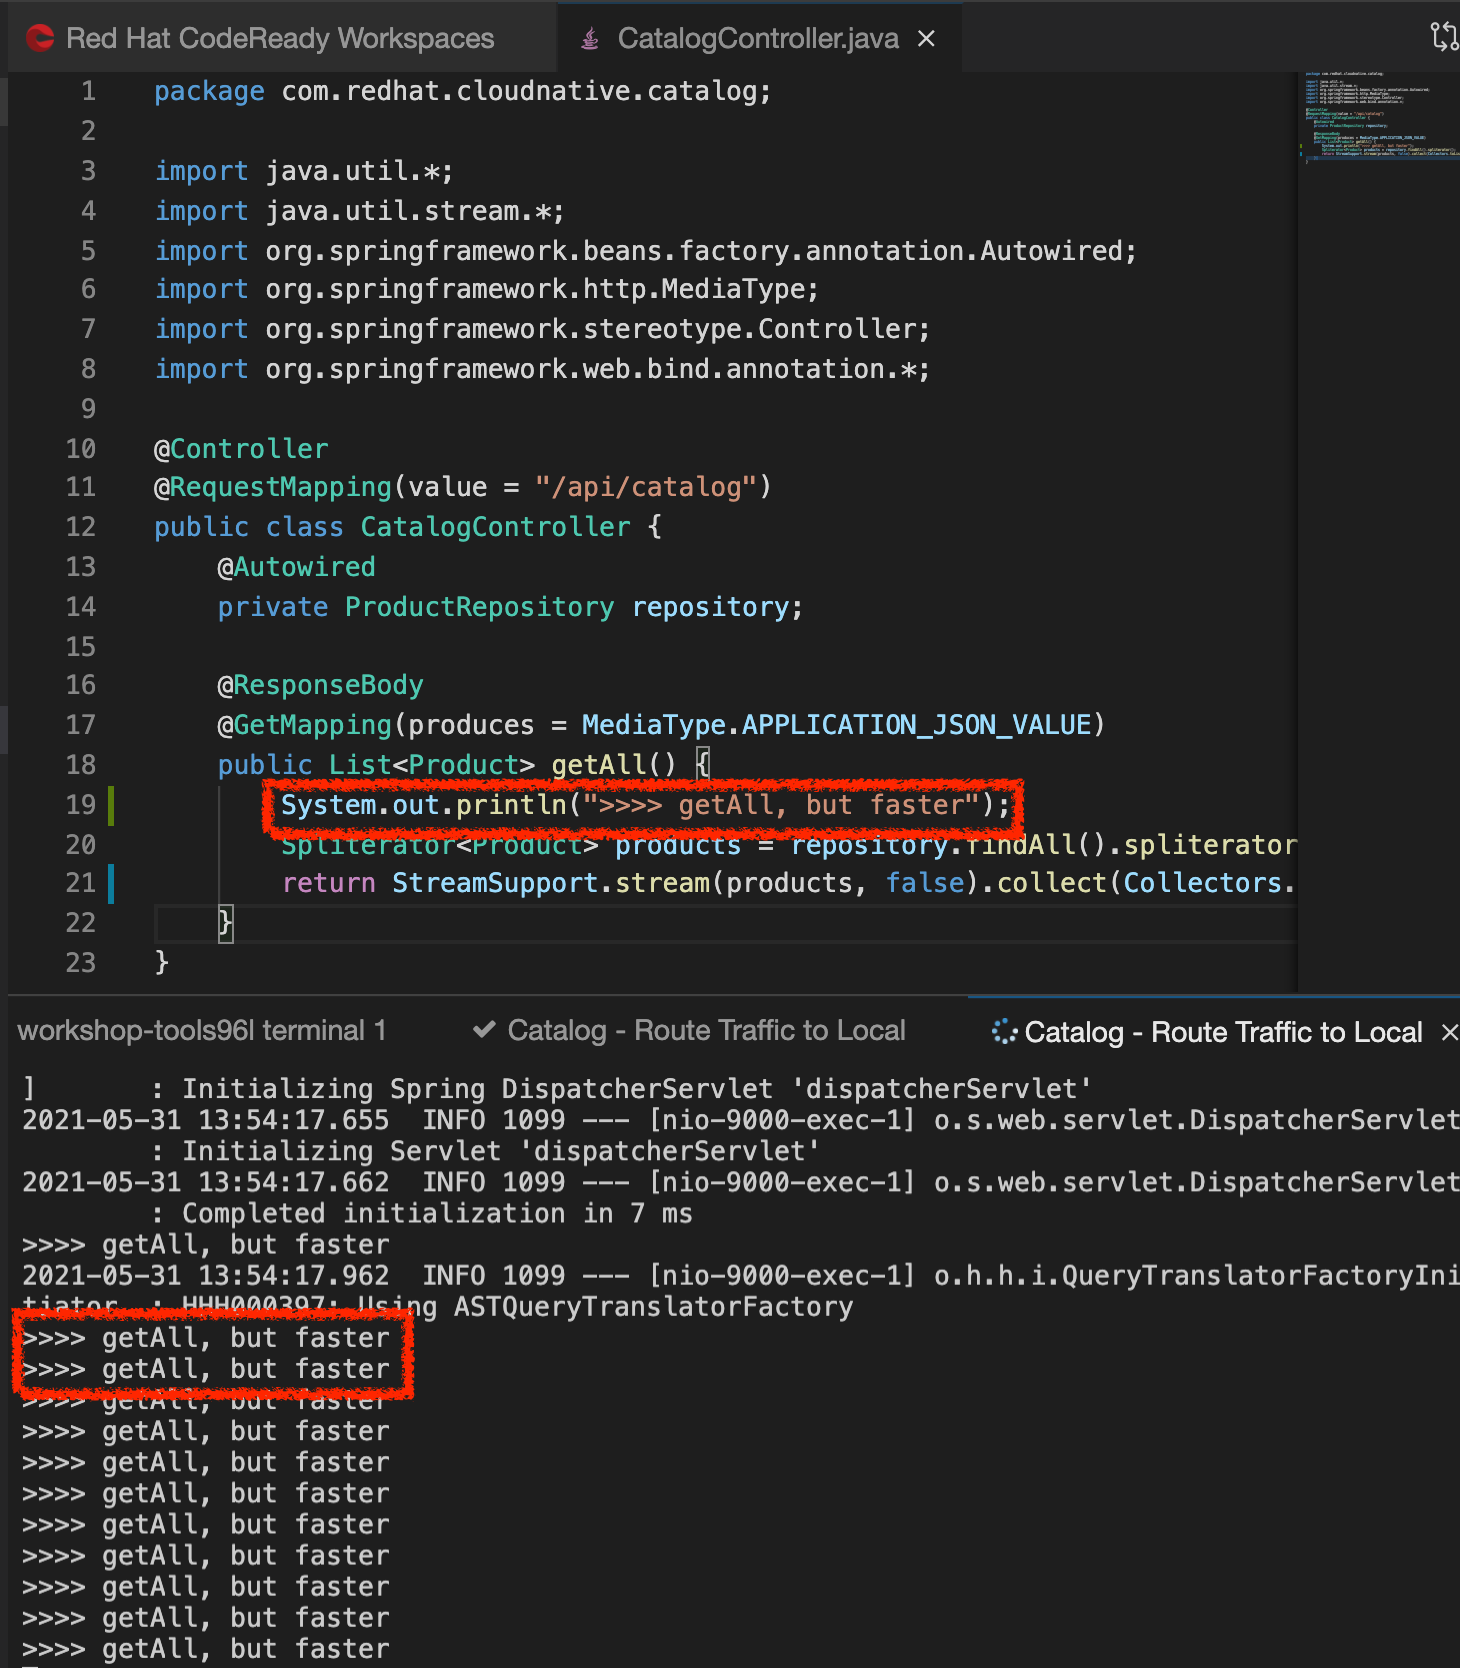 Red Hat CodeReady Workspaces
CatalogController.java
1 package com.redhat.cloudnative.catalog;
2
3 import java.util.*;
4 import java.util.stream.*;
5 import org.springframework.beans.factory.annotation.Autowired;
6 import org.springframework.http.MediaType;
7 import org.springframework.stereotype.Controller;
8 import org.springframework.web.bind.annotation.*;
9
10 @Controller
11 @RequestMapping(value = "/api/catalog")
12 public class CatalogController {
13 @Autowired
14 private ProductRepository repository;
15
16 @ResponseBody
17 @GetMapping(produces = MediaType.APPLICATION_JSON_VALUE)
18 public List<Product> getAll() {
19 System.out.println(">>>> getAll, but faster");
20 Spliterator<Product> products = repository.findAll().spliterator
21 return StreamSupport.stream(products, false).collect(Collectors.
22 }
23 }
workshop-tools96l terminal 1
Catalog - Route Traffic to Local
Catalog - Route Traffic to Local
] : Initializing Spring DispatcherServlet 'dispatcherServlet'
2021-05-31 13:54:17.655 INFO 1099 --- [nio-9000-exec-1] o.s.web.servlet.DispatcherServlet
: Initializing Servlet 'dispatcherServlet'
2021-05-31 13:54:17.662 INFO 1099 --- [nio-9000-exec-1] o.s.web.servlet.DispatcherServlet
: Completed initialization in 7 ms
>>>> getAll, but faster
2021-05-31 13:54:17.962 INFO 1099 --- [nio-9000-exec-1] o.h.h.i.QueryTranslatorFactoryIni
tiator : HHH000397: Using ASTQueryTranslatorFactory
>>>> getAll, but faster
>>>> getAll, but faster
>>>> getAll, but faster
>>>> getAll, but faster
>>>> getAll, but faster
>>>> getAll, but faster
>>>> getAll, but faster
>>>> getAll, but faster
>>>> getAll, but faster
>>>> getAll, but faster
>>>> getAll, but faster